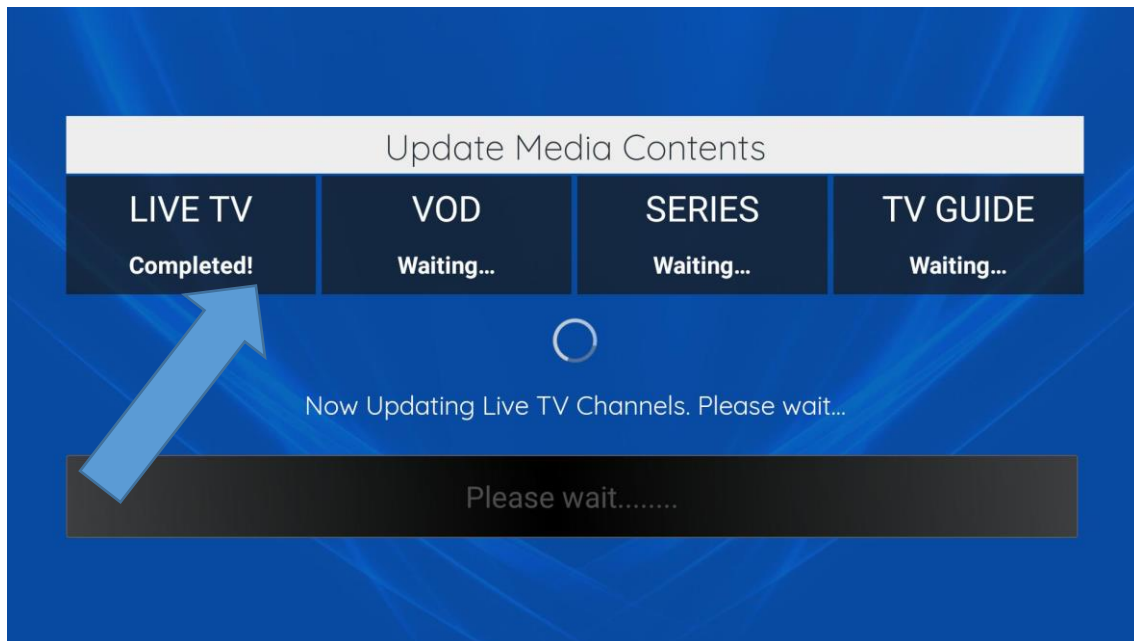 Update Media Contents
LIVE TV VOD SERIES TV GUIDE
Completed! Waiting... Waiting... Waiting...
Now Updating Live TV Channels. Please wait...
Please wait........